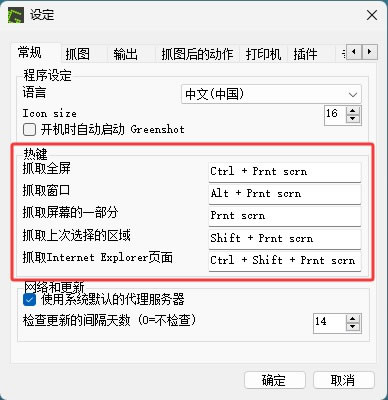 设定
常规 抓图 输出 抓图后的动作 打印机 插件
程序设定
语言 中文(中国)
Icon size 16
开机时自动启动 Greenshot
热键
抓取全屏 Ctrl + Prnt scrn
抓取窗口 Alt + Prnt scrn
抓取屏幕的一部分 Prnt scrn
抓取上次选择的区域 Shift + Prnt scrn
抓取Internet Explorer页面 Ctrl + Shift + Prnt scrn
网络和更新
使用系统默认的代理服务器
检查更新的间隔天数 (0=不检查) 14
确定 取消